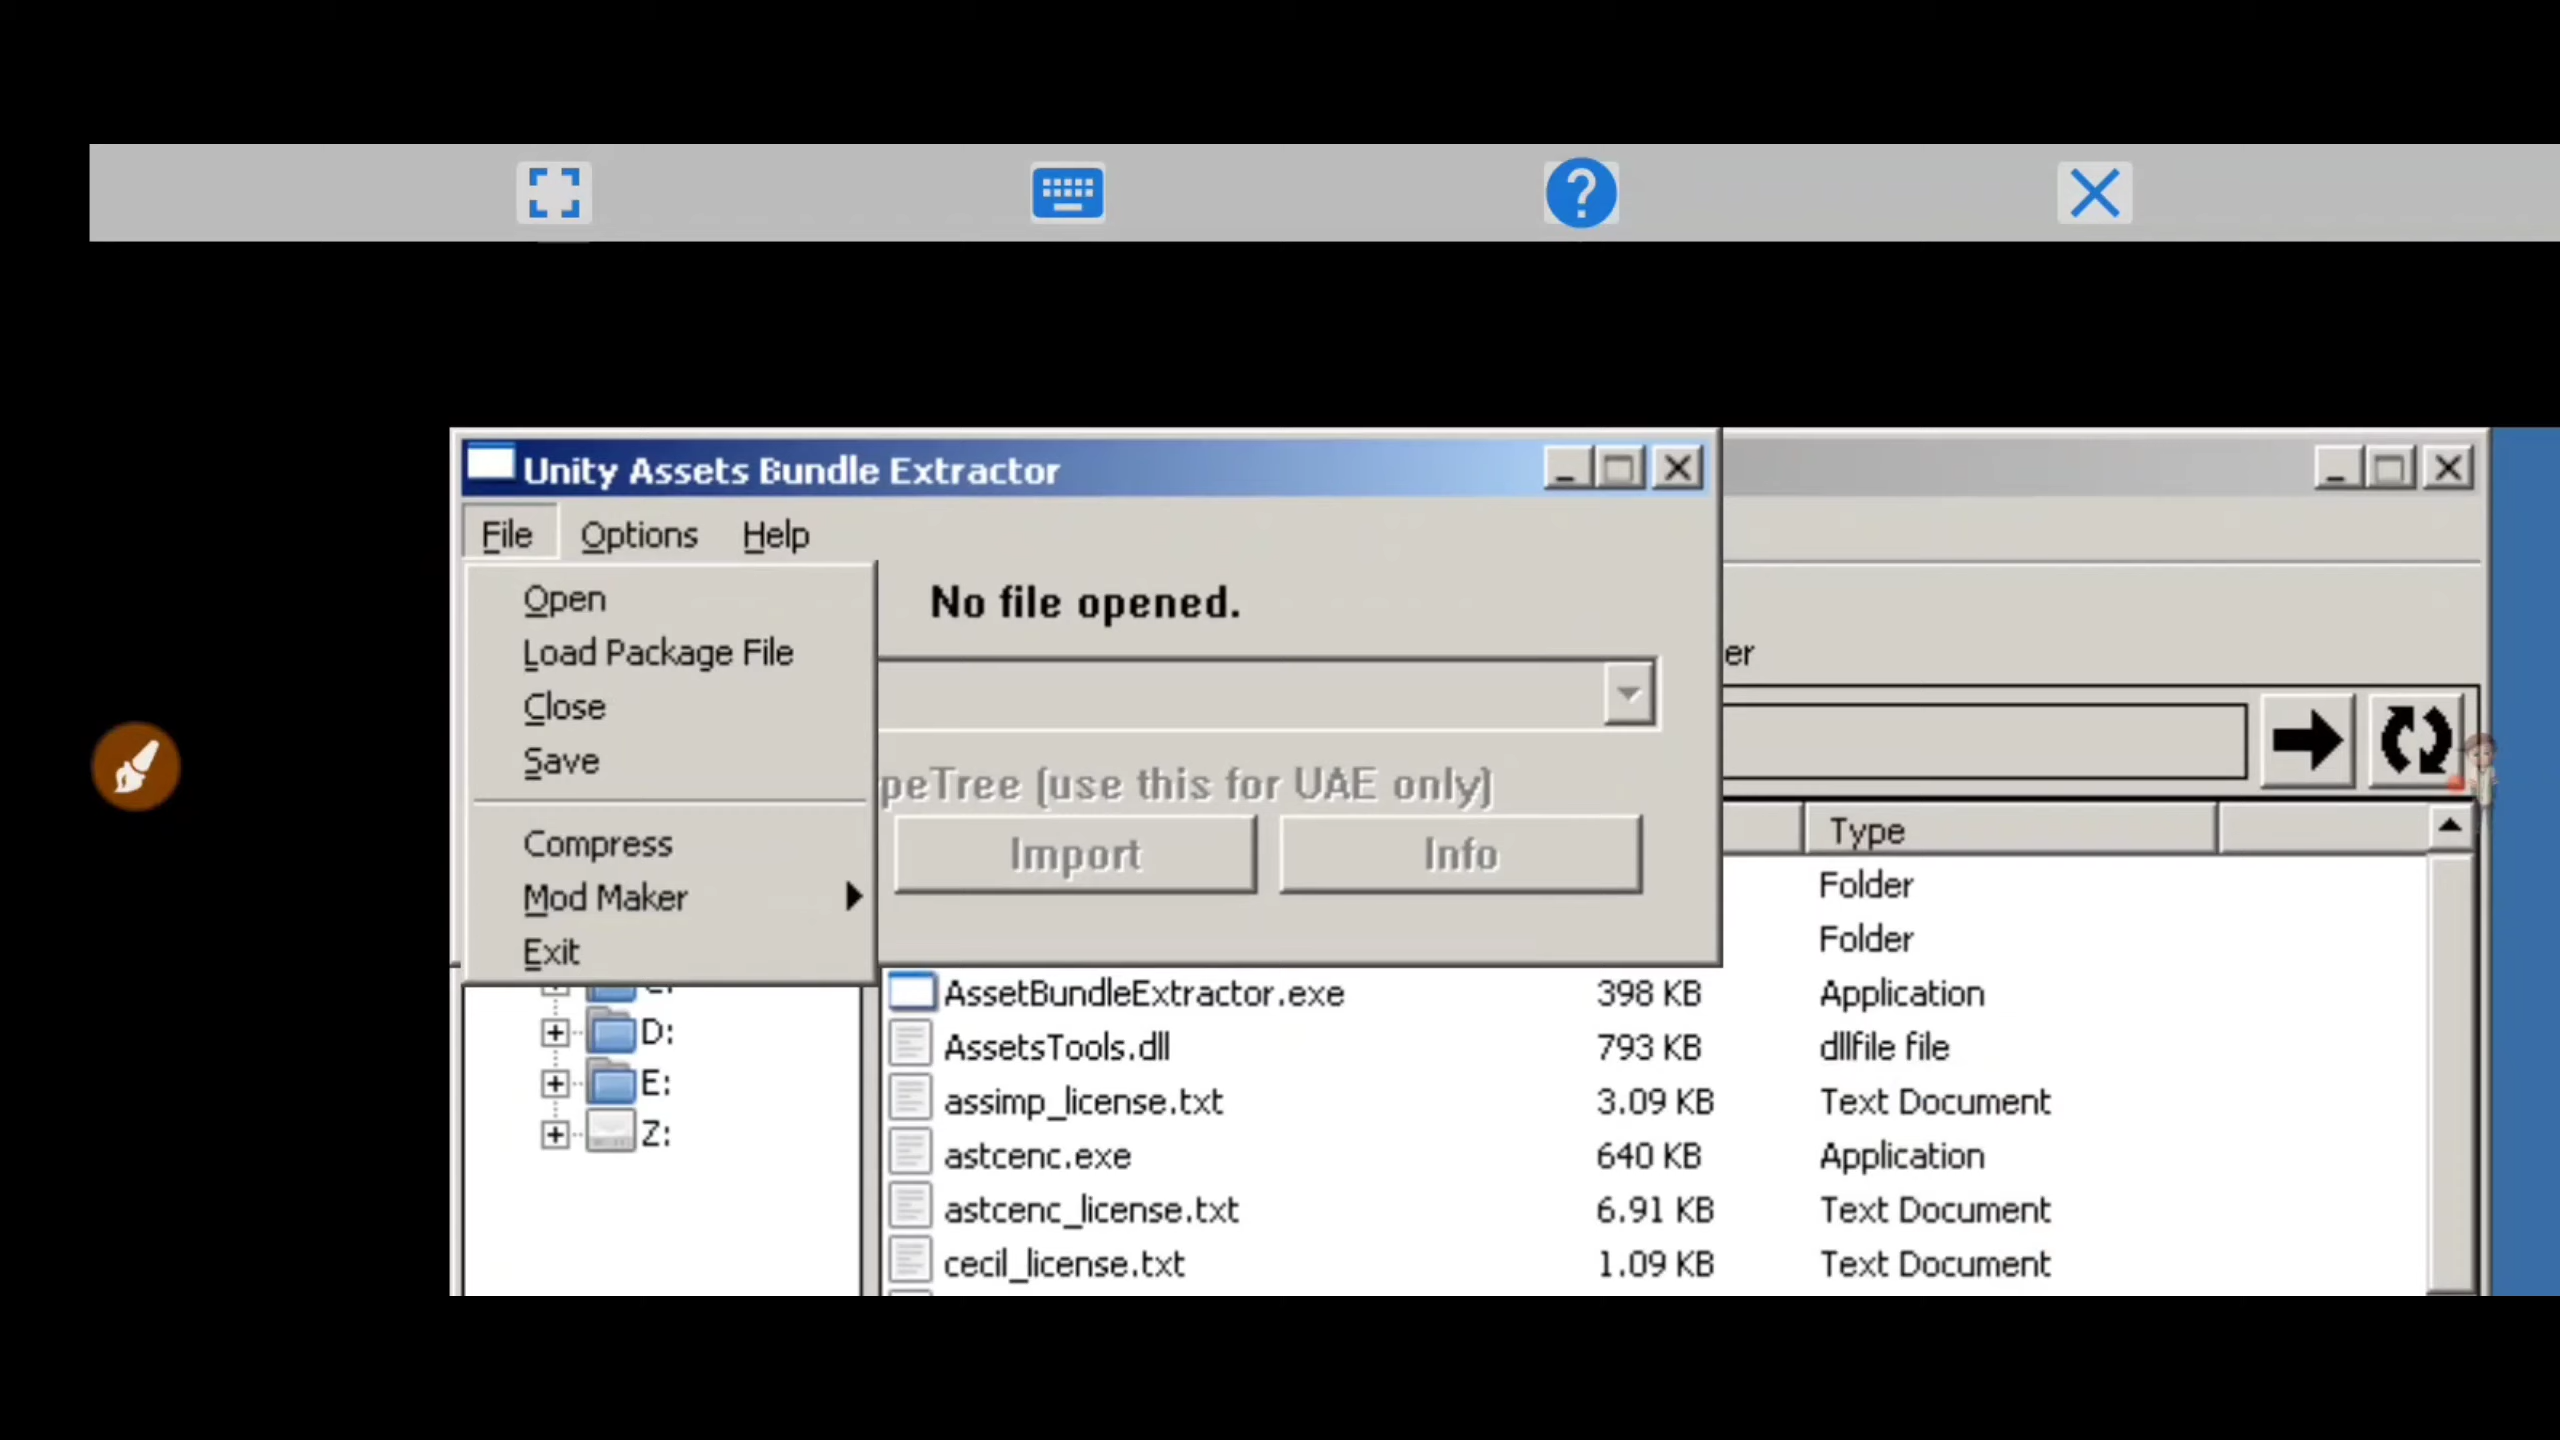 Unity Assets Bundle Extractor
File Options Help
Open
No file opened.
Load Package File
er
Close
Save
peTree (use this for UAE only)
Compress
Import Info
Type
Mod Maker
Folder
Exit
Folder
AssetBundleExtractor.exe 398 KB Application
D:
AssetsTools.dll 793 KB dllfile file
E:
assimp_license.txt 3.09 KB Text Document
Z:
astcenc.exe 640 KB Application
astcenc_license.txt 6.91 KB Text Document
cecil_license.txt 1.09 KB Text Document